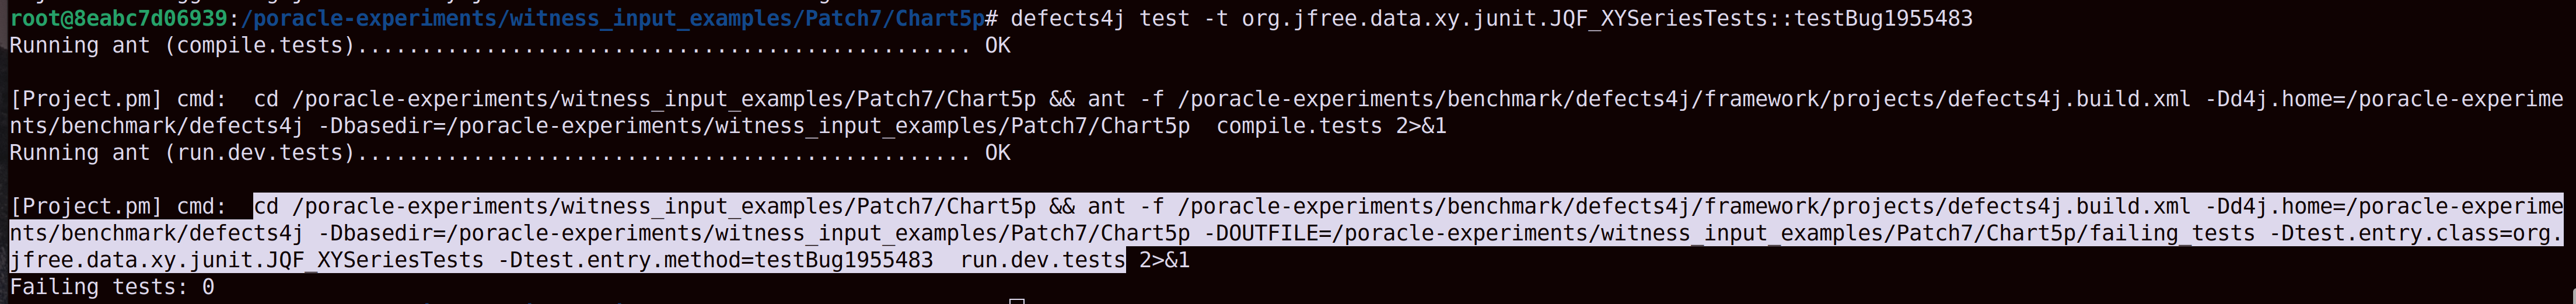 root@8eabc7d06939:/poracle-experiments/witness_input_examples/Patch7/Chart5p# defects4j test -t org.jfree.data.xy.junit.JQF_XYSeriesTests::testBug1955483
Running ant (compile.tests)................................................ OK
[Project.pm] cmd:  cd /poracle-experiments/witness_input_examples/Patch7/Chart5p && ant -f /poracle-experiments/benchmark/defects4j/framework/projects/defects4j.build.xml -Dd4j.home=/poracle-experime
nts/benchmark/defects4j -Dbasedir=/poracle-experiments/witness_input_examples/Patch7/Chart5p  compile.tests 2>&1
Running ant (run.dev.tests)................................................ OK
[Project.pm] cmd:  cd /poracle-experiments/witness_input_examples/Patch7/Chart5p && ant -f /poracle-experiments/benchmark/defects4j/framework/projects/defects4j.build.xml -Dd4j.home=/poracle-experime
nts/benchmark/defects4j -Dbasedir=/poracle-experiments/witness_input_examples/Patch7/Chart5p -DOUTFILE=/poracle-experiments/witness_input_examples/Patch7/Chart5p/failing_tests -Dtest.entry.class=org.
jfree.data.xy.junit.JQF_XYSeriesTests -Dtest.entry.method=testBug1955483  run.dev.tests 2>&1
Failing tests: 0